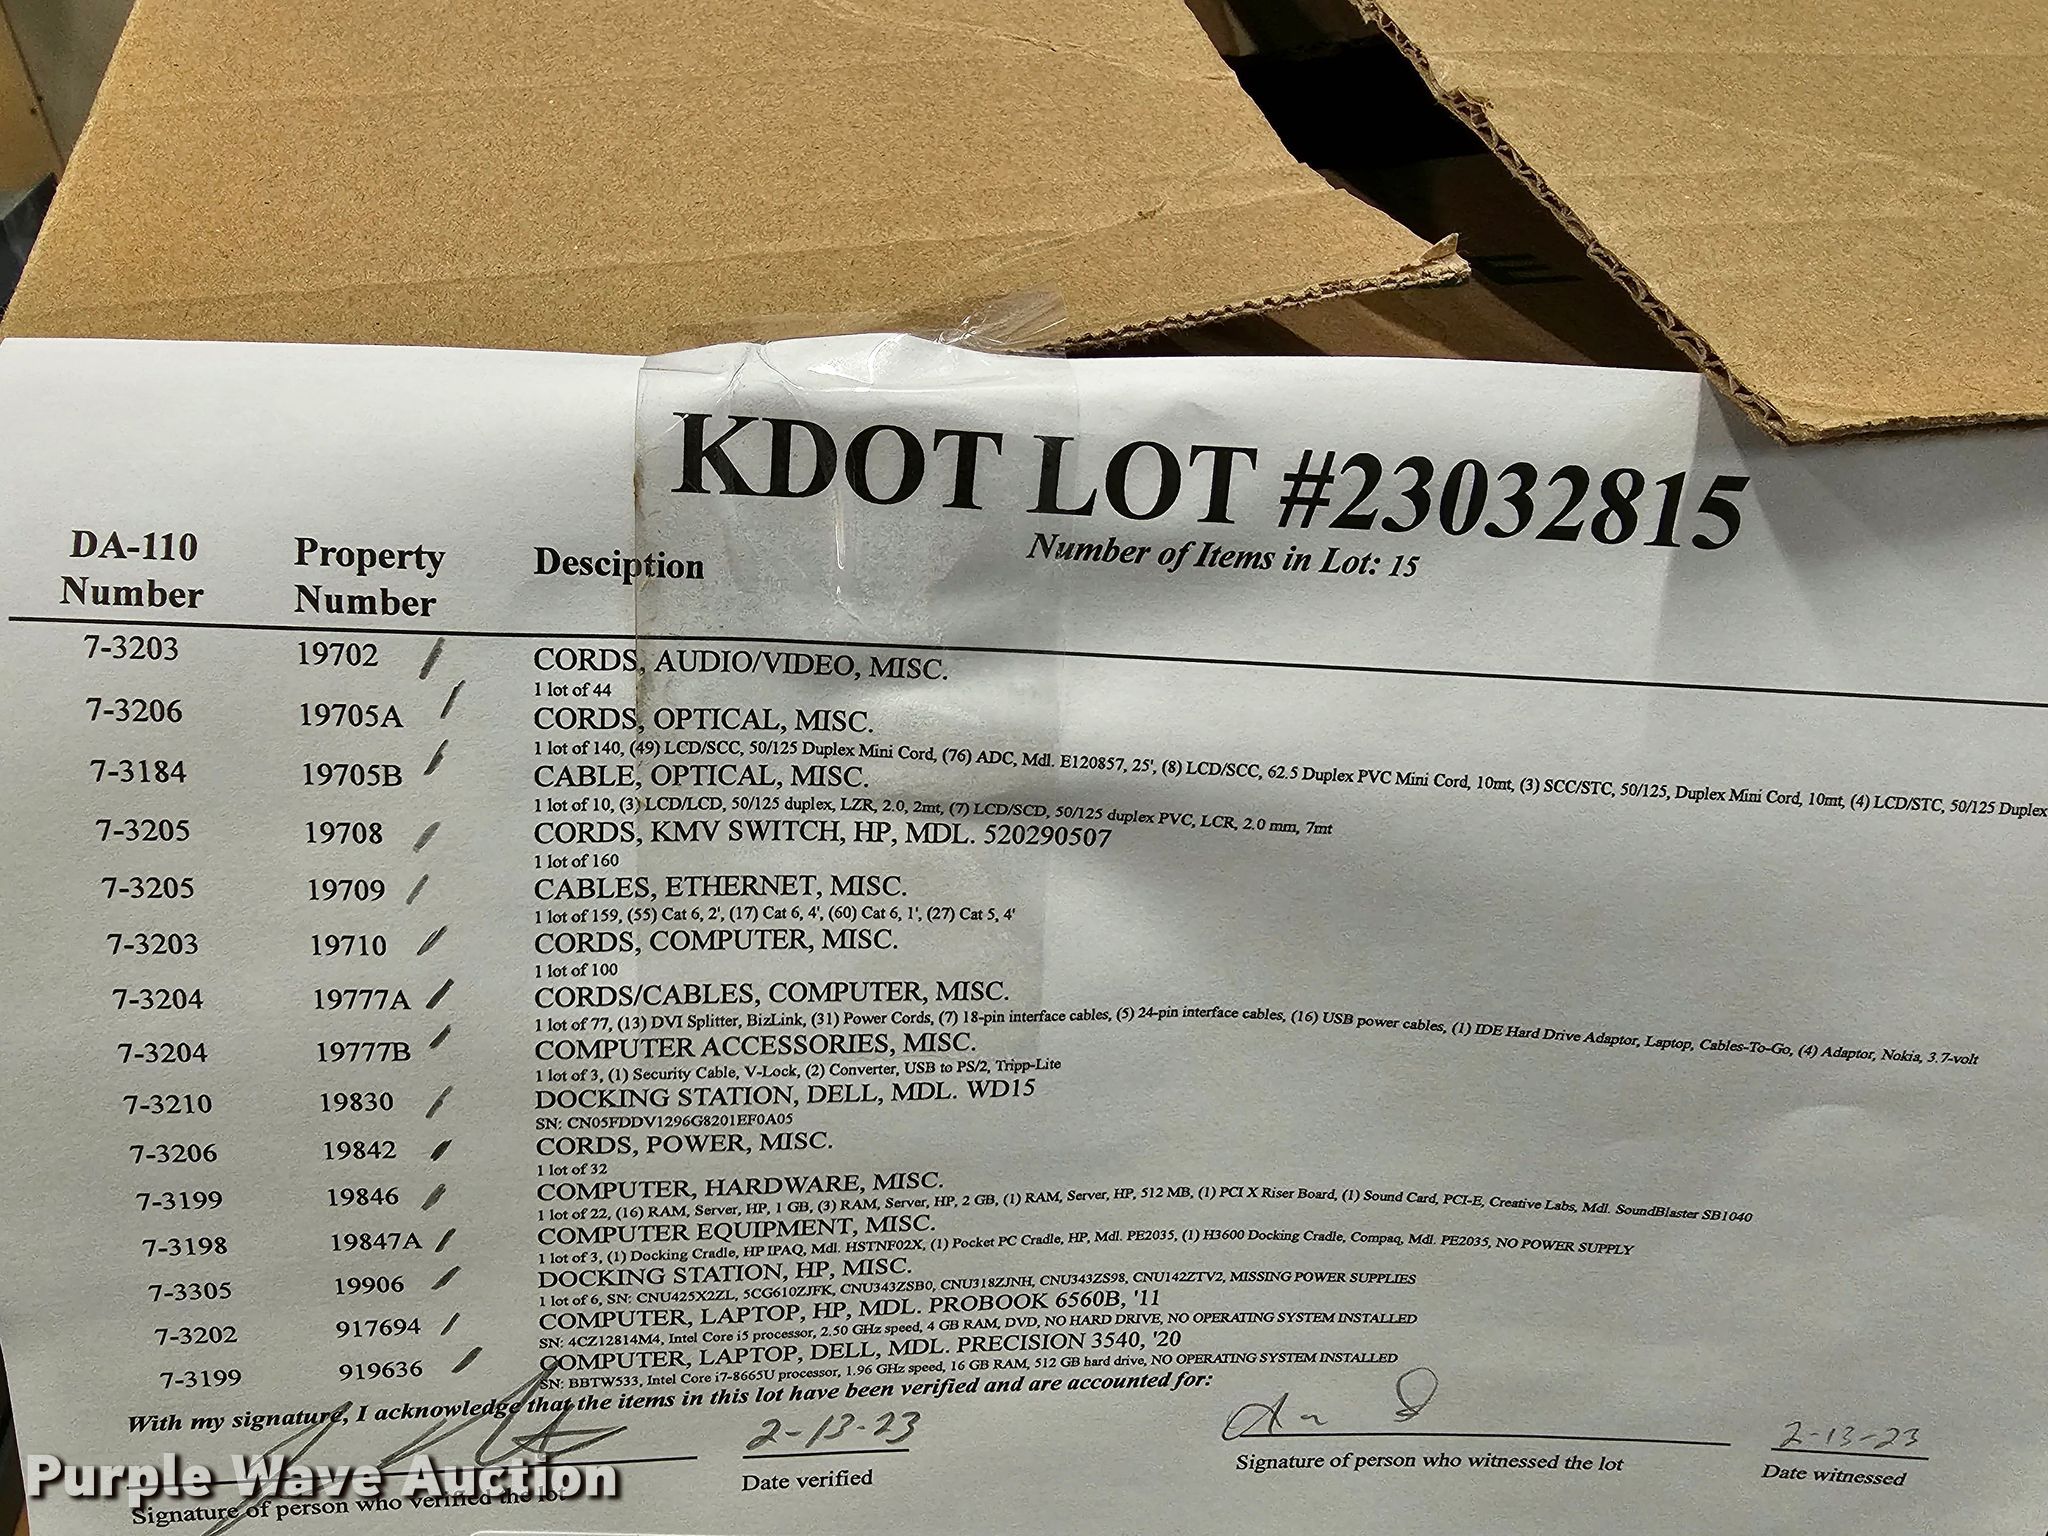 KDOT LOT #23032815
Number of Items in Lot: 15
DA-110 Number Property Number Desciption
7-3203 19702 CORDS, AUDIO/VIDEO, MISC.
1 lot of 44
7-3206 19705A CORDS, OPTICAL, MISC.
1 lot of 140, (49) LCD/SCC, 50/125 Duplex Mini Cord, (76) ADC, Mdl. E120857, 25', (8) LCD/SCC, 62.5 Duplex PVC Mini Cord, 10mt, (3) SCC/STC, 50/125, Duplex Mini Cord, 10mt, (4) LCD/STC, 50/125 Duplex
7-3184 19705B CABLE, OPTICAL, MISC.
1 lot of 10, (3) LCD/LCD, 50/125 duplex, LZR, 2.0, 2mt, (7) LCD/SCD, 50/125 duplex PVC, LCR, 2.0 mm, 7mt
7-3205 19708 CORDS, KMV SWITCH, HP, MDL. 520290507
1 lot of 160
7-3205 19709 CABLES, ETHERNET, MISC.
1 lot of 159, (55) Cat 6, 2', (17) Cat 6, 4', (60) Cat 6, 1', (27) Cat 5, 4'
7-3203 19710 CORDS, COMPUTER, MISC.
1 lot of 100
7-3204 19777A CORDS/CABLES, COMPUTER, MISC.
1 lot of 77, (13) DVI Splitter, BizLink, (31) Power Cords, (7) 18-pin interface cables, (5) 24-pin interface cables, (16) USB power cables, (1) IDE Hard Drive Adaptor, Laptop, Cables-To-Go, (4) Adaptor, Nokia, 3.7-volt
7-3204 19777B COMPUTER ACCESSORIES, MISC.
1 lot of 3, (1) Security Cable, V-Lock, (2) Converter, USB to PS/2, Tripp-Lite
7-3210 19830 DOCKING STATION, DELL, MDL. WD15
SN: CN05FDDV1296G8201EF0A05
7-3206 19842 CORDS, POWER, MISC.
1 lot of 32
7-3199 19846 COMPUTER, HARDWARE, MISC.
1 lot of 22, (16) RAM, Server, HP, 1 GB, (3) RAM, Server, HP, 2 GB, (1) RAM, Server, HP, 512 MB, (1) PCI X Riser Board, (1) Sound Card, PCI-E, Creative Labs, Mdl. SoundBlaster SB1040
7-3198 19847A COMPUTER EQUIPMENT, MISC.
1 lot of 3, (1) Docking Cradle, HP IPAQ, Mdl. HSTNF02X, (1) Pocket PC Cradle, HP, Mdl. PE2035, (1) H3600 Docking Cradle, Compaq, Mdl. PE2035, NO POWER SUPPLY
7-3305 19906 DOCKING STATION, HP, MISC.
1 lot of 6, SN: CNU425X2ZL, 5CG610ZJFK, CNU343ZSB0, CNU318ZJNH, CNU343ZS98, CNU142ZTV2, MISSING POWER SUPPLIES
7-3202 917694 COMPUTER, LAPTOP, HP, MDL. PROBOOK 6560B, '11
SN: 4CZ12814M4, Intel Core i5 processor, 2.50 GHz speed, 4 GB RAM, DVD, NO HARD DRIVE, NO OPERATING SYSTEM INSTALLED
7-3199 919636 COMPUTER, LAPTOP, DELL, MDL. PRECISION 3540, '20
SN: BBTW533, Intel Core i7-8665U processor, 1.96 GHz speed, 16 GB RAM, 512 GB hard drive, NO OPERATING SYSTEM INSTALLED
With my signature, I acknowledge that the items in this lot have been verified and are accounted for:
2-13-23 2-13-23
Signature of person who verified the lot Date verified Signature of person who witnessed the lot Date witnessed
Purple Wave Auction